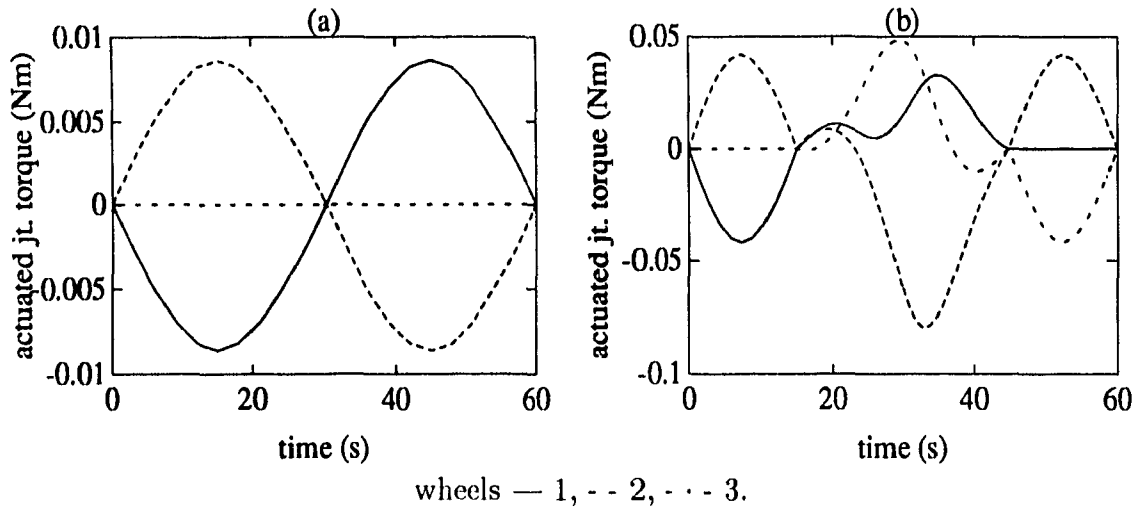 (a)
(b)
actuated jt. torque (Nm)
0.01
0.005
0
-0.005
-0.01
0
20
40
60
time (s)
actuated jt. torque (Nm)
0.05
0
-0.05
-0.1
0
20
40
60
time (s)
wheels — 1, - - 2, - · - 3.